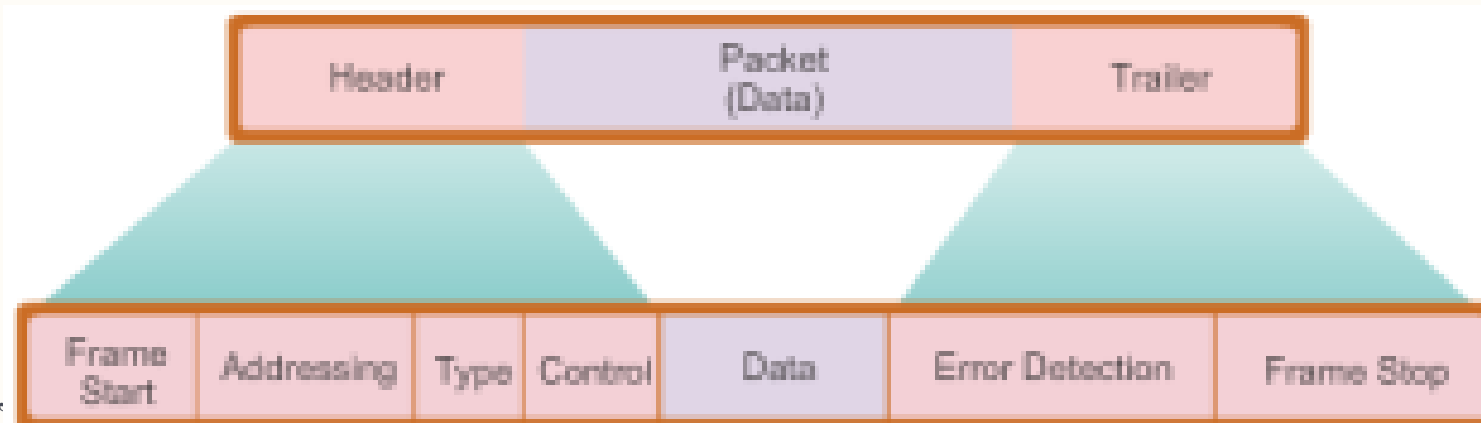 Header
Packet
(Data)
Trailer
Frame
Start
Addressing
Type
Control
Data
Error Detection
Frame Stop